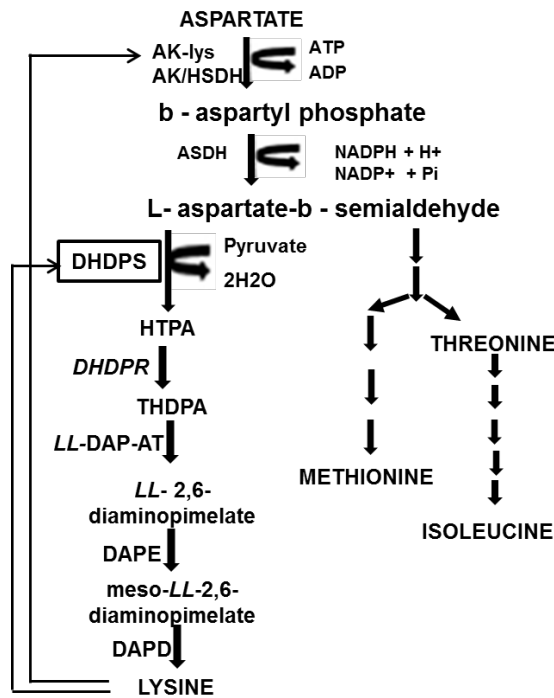 ASPARTATE
AK-lys
AK/HSDH
ATP
ADP
b - aspartyl phosphate
ASDH
NADPH + H+
NADP+ + Pi
L- aspartate-b - semialdehyde
DHDPS
Pyruvate
2H2O
HTPA
DHDPR
THDPA
LL-DAP-AT
LL- 2,6-
diaminopimelate
DAPE
meso-LL-2,6-
diaminopimelate
DAPD
LYSINE
THREONINE
METHIONINE
ISOLEUCINE